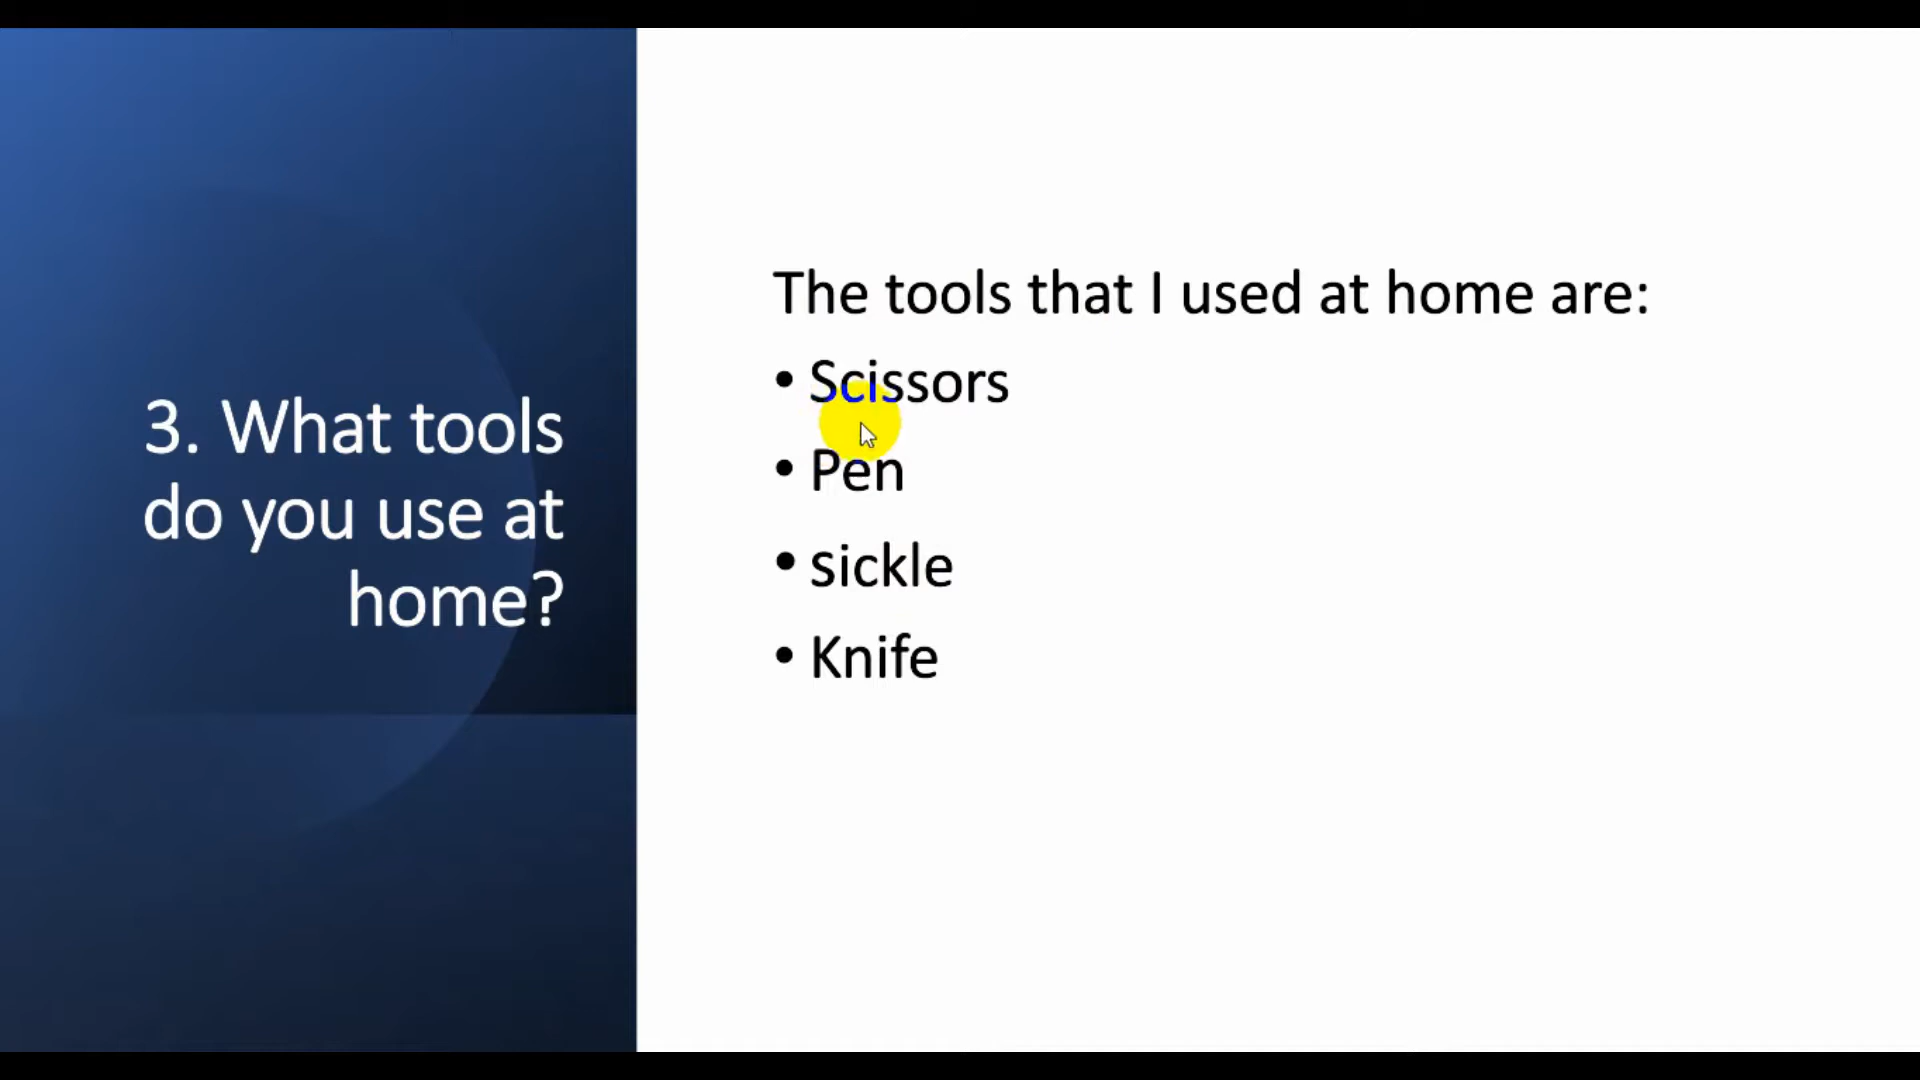 3. What tools
do you use at
home?
The tools that I used at home are:
• Scissors
• Pen
• sickle
• Knife